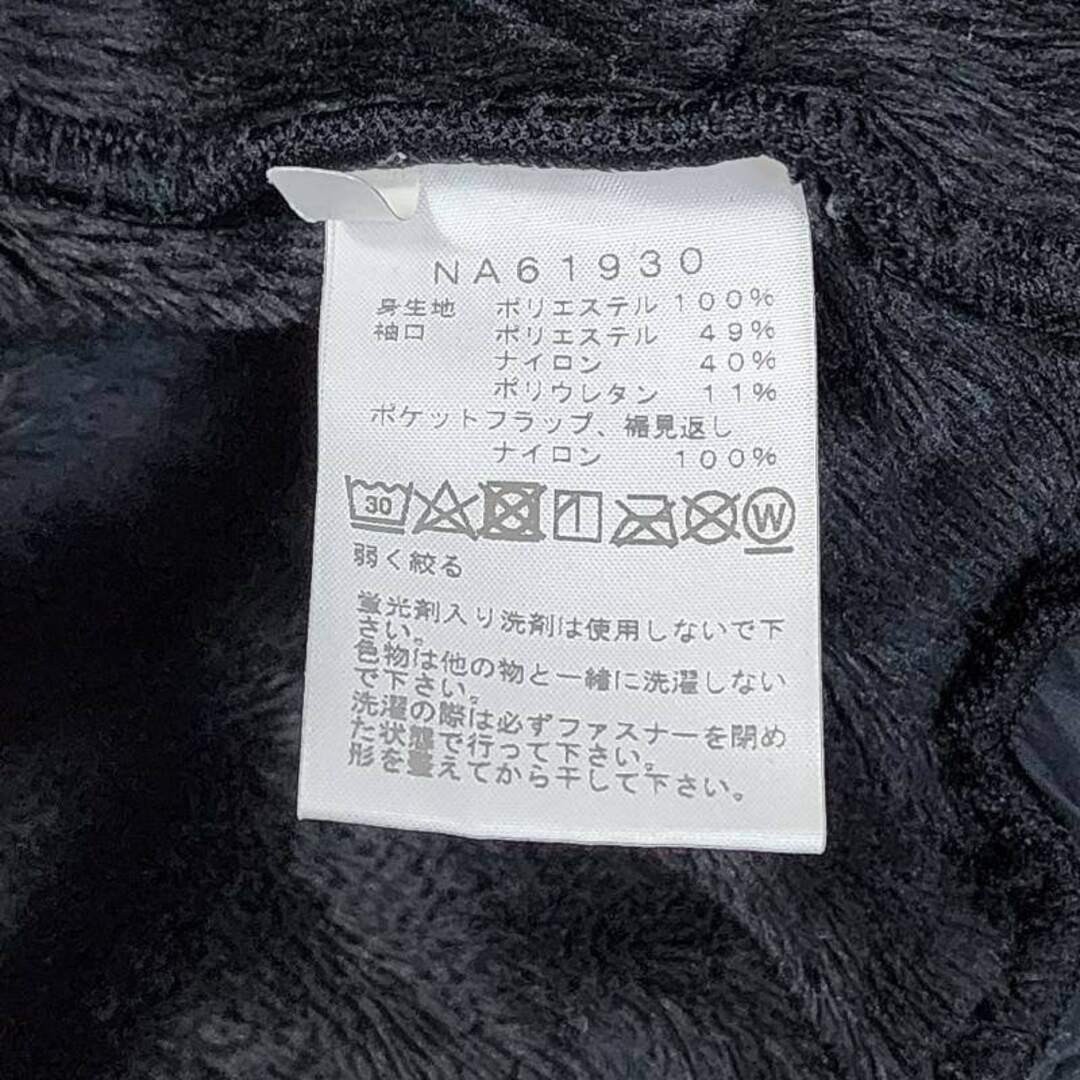 NA61930
身生地 ポリエステル 100%
袖口 ポリエステル 49%
ナイロン 40%
ポリウレタン 11%
ポケットフラップ、裾見返し
ナイロン 100%
30 W
弱く絞る
蛍光剤入り洗剤は使用しないで下
さい。
色物は他の物と一緒に洗濯しない
で下さい。
洗濯の際は必ずファスナーを閉め
た状態で行って下さい。
形を整えてから干して下さい。